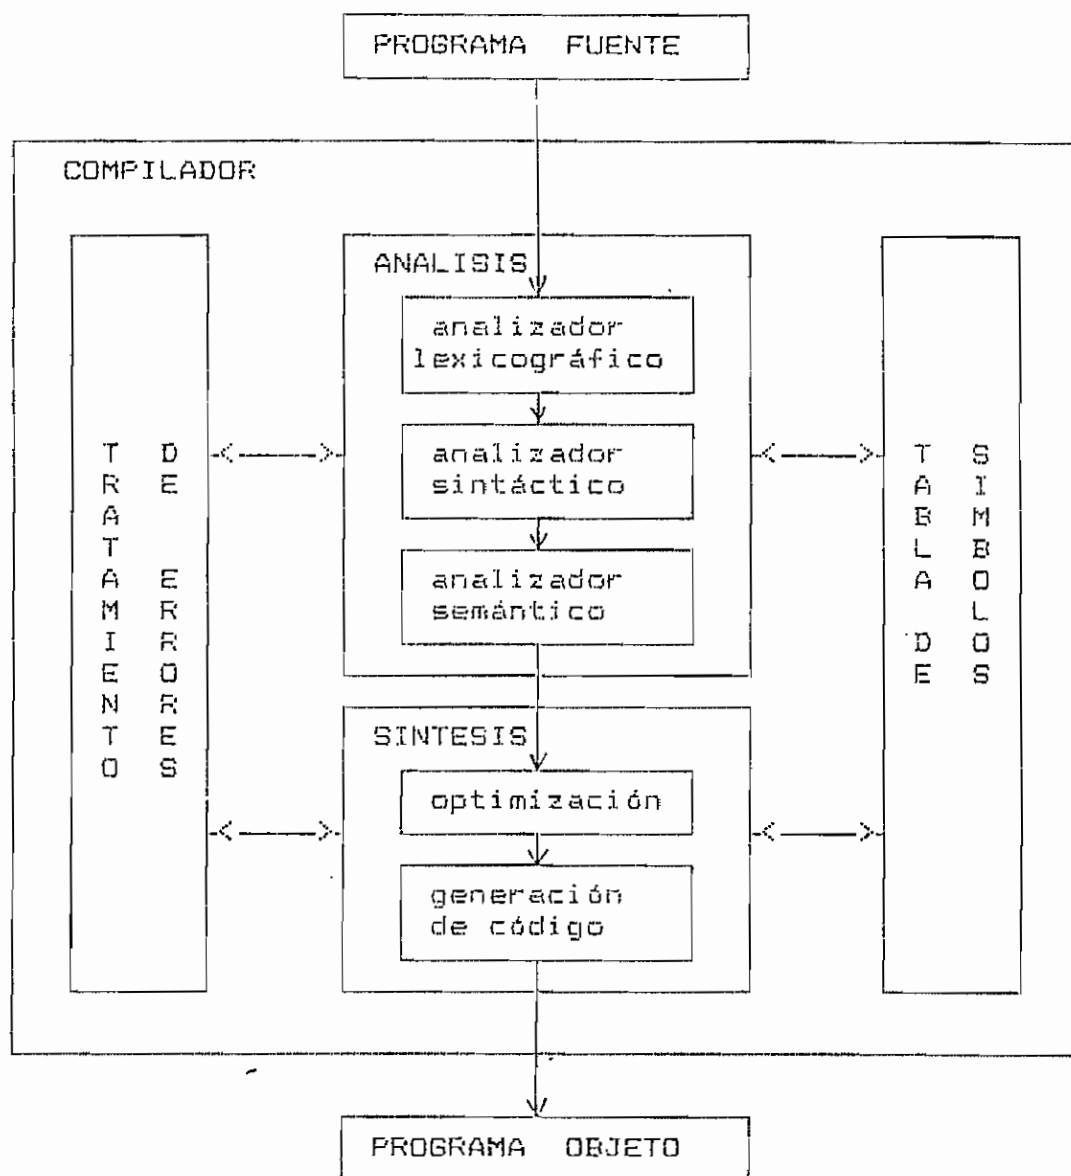 PROGRAMA FUENTE
COMPILADOR
TRATAMIENTO
DE ERRORES
ANALISIS
analizador
lexicográfico
analizador
sintáctico
analizador
semántico
SINTESIS
optimización
generación
de código
TABLA DE
SIMBOLOS
PROGRAMA OBJETO